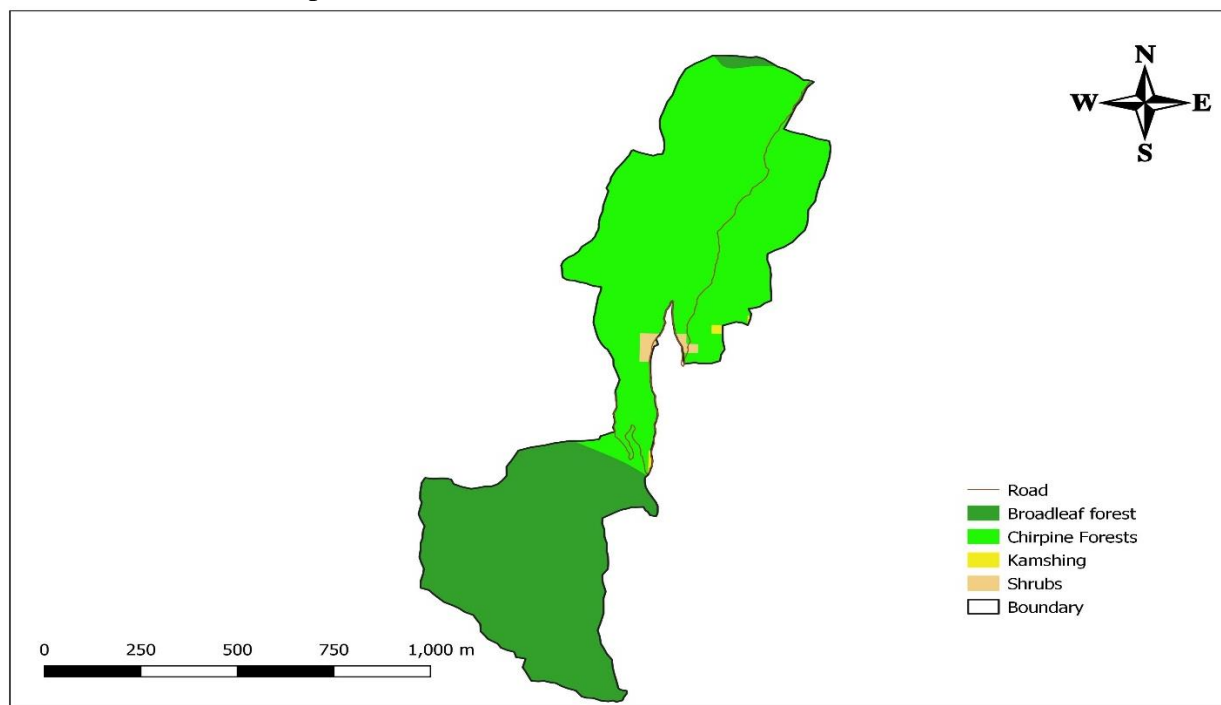 N
W E
S
Road
Broadleaf forest
Chirpine Forests
Kamshing
Shrubs
Boundary
0 250 500 750 1,000 m